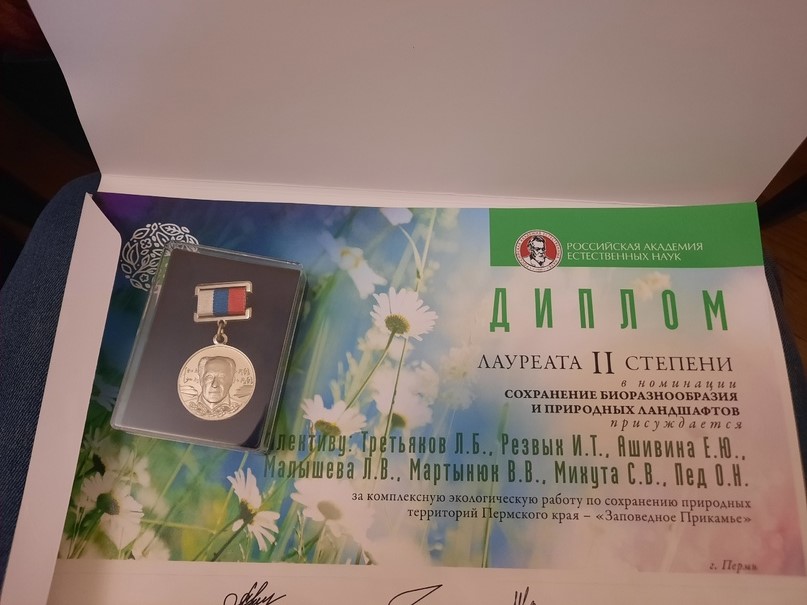 РОССИЙСКАЯ АКАДЕМИЯ
ЕСТЕСТВЕННЫХ НАУК
ДИПЛОМ
ЛАУРЕАТА II СТЕПЕНИ
в номинации
СОХРАНЕНИЕ БИОРАЗНООБРАЗИЯ
И ПРИРОДНЫХ ЛАНДШАФТОВ
присуждается
Третьяков Л.Б., Резвых И.Т., Ашивина Е.Ю.,
Малышева Л.В., Мартынюк В.В., Михута С.В., Пед О.Н.
за комплексную экологическую работу по сохранению природных
территорий Пермского края – «Заповедное Прикамье»
г. Пермь